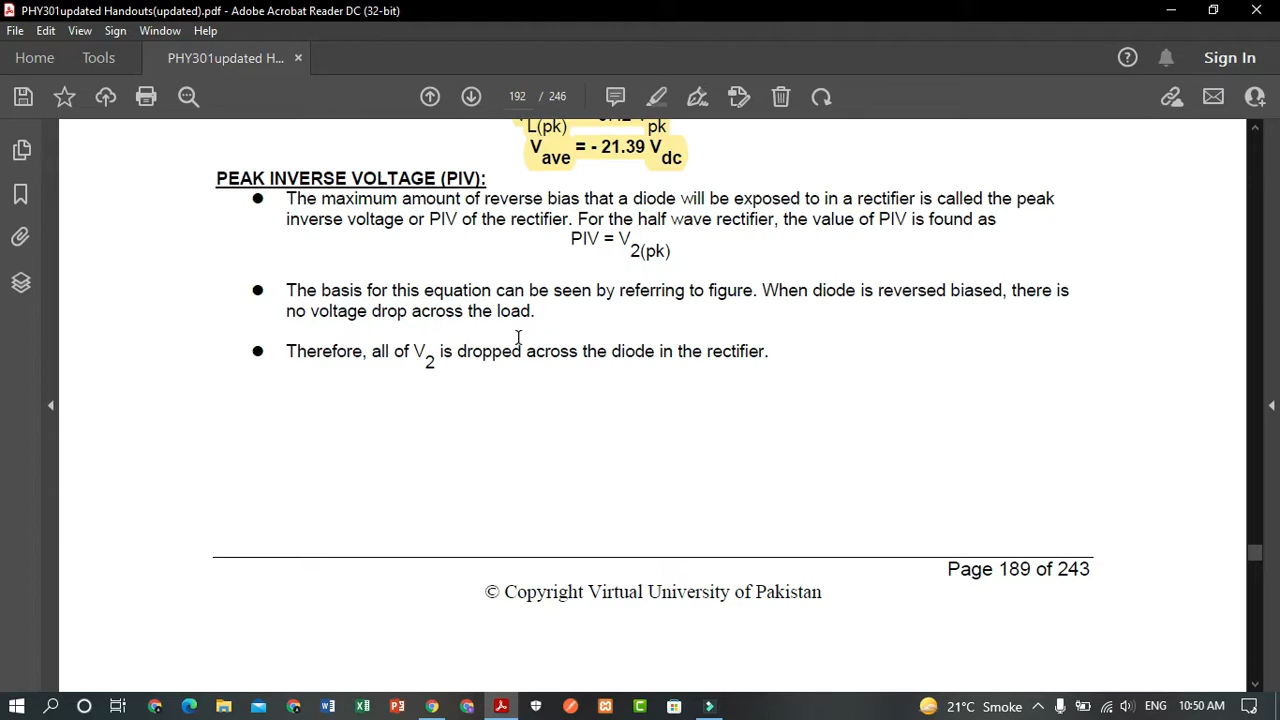 PHY301updated Handouts(updated).pdf - Adobe Acrobat Reader DC (32-bit)
File Edit View Sign Window Help
Home Tools PHY301updated H... × Sign In
192 / 246
L(pk) pk
Vave = - 21.39 Vdc
PEAK INVERSE VOLTAGE (PIV):
● The maximum amount of reverse bias that a diode will be exposed to in a rectifier is called the peak
inverse voltage or PIV of the rectifier. For the half wave rectifier, the value of PIV is found as
PIV = V2(pk)
● The basis for this equation can be seen by referring to figure. When diode is reversed biased, there is
no voltage drop across the load.
● Therefore, all of V2 is dropped across the diode in the rectifier.
Page 189 of 243
© Copyright Virtual University of Pakistan
21°C Smoke ENG 10:50 AM